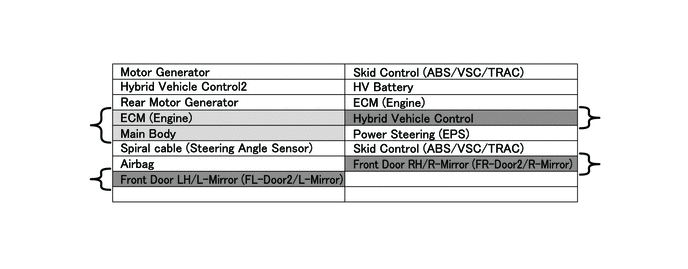 Motor Generator
Skid Control (ABS/VSC/TRAC)
Hybrid Vehicle Control2
HV Battery
Rear Motor Generator
ECM (Engine)
ECM (Engine)
Hybrid Vehicle Control
Main Body
Power Steering (EPS)
Spiral cable (Steering Angle Sensor)
Skid Control (ABS/VSC/TRAC)
Airbag
Front Door RH/R-Mirror (FR-Door2/R-Mirror)
Front Door LH/L-Mirror (FL-Door2/L-Mirror)